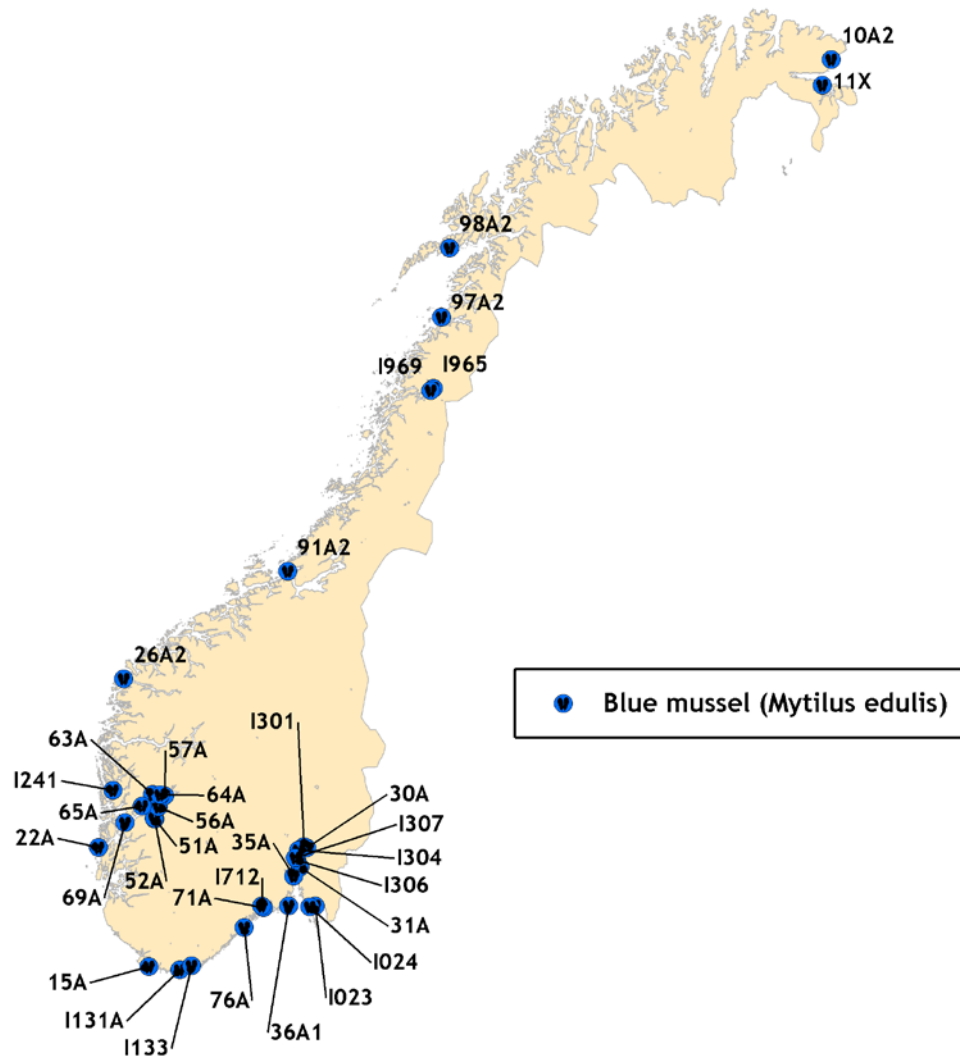 10A2
11X
98A2
97A2
I969
I965
91A2
26A2
Blue mussel (Mytilus edulis)
I301
63A
57A
I241
64A
30A
65A
56A
I307
35A
51A
I304
22A
I712
I306
52A
71A
69A
31A
I024
15A
76A
I023
I131A
36A1
I133